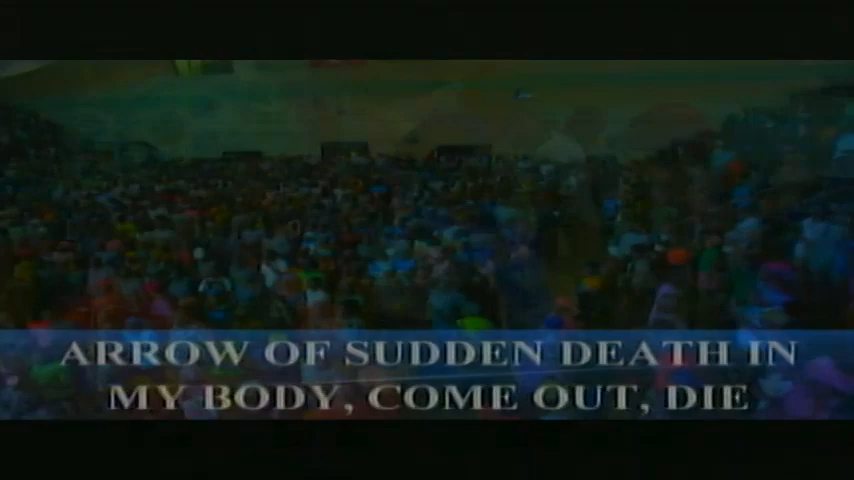 ARROW OF SUDDEN DEATH IN
MY BODY, COME OUT, DIE